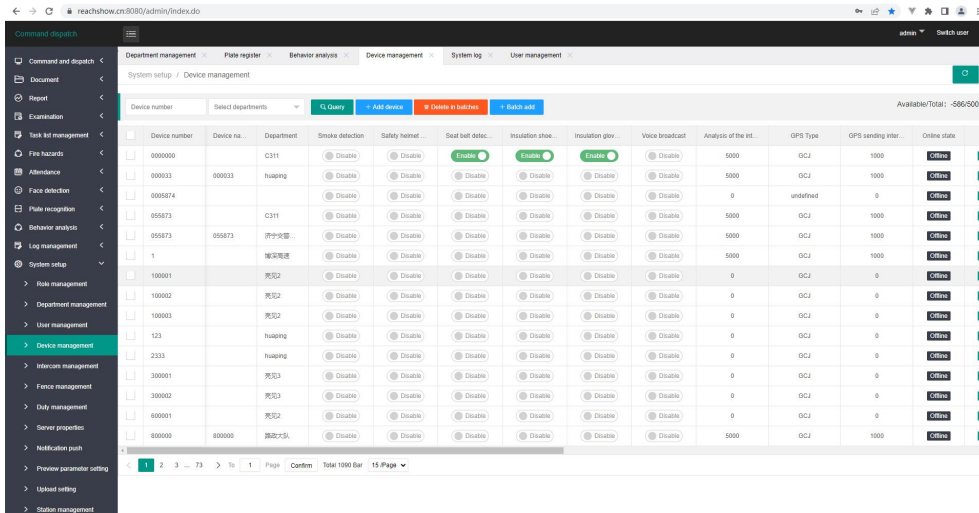 reachshow.cn:8080/admin/index.do
Command dispatch
admin Switch user
Command and dispatch
Document
Report
Examination
Task list management
Fire hazards
Attendance
Face detection
Plate recognition
Behavior analysis
Log management
System setup
Role management
Department management
User management
Device management
Intercom management
Fence management
Duty management
Server properties
Notification push
Preview parameter setting
Upload setting
Station management
Department management Plate register Behavior analysis Device management System log User management
System setup / Device management
Device number Select departments Query + Add device Delete in batches + Batch add Available/Total: -586/500
Device number Device na... Department Smoke detection Safety helmet ... Seat belt detec... Insulation shoe... Insulation glov... Voice broadcast Analysis of the int... GPS Type GPS sending inter... Online state
0000000 C311 Disable Disable Enable Enable Enable Disable 5000 GCJ 1000 Offline
000033 000033 huaping Disable Disable Disable Disable Disable Disable 5000 GCJ 1000 Offline
0005874 Disable Disable Disable Disable Disable Disable 0 undefined Offline
055873 C311 Disable Disable Disable Disable Disable Disable 5000 GCJ 1000 Offline
055873 055873 济宁交警... Disable Disable Disable Disable Disable Disable 5000 GCJ 1000 Offline
1 博深高速 Disable Disable Disable Disable Disable Disable 5000 GCJ 1000 Offline
100001 亮见2 Disable Disable Disable Disable Disable Disable 0 GCJ 0 Offline
100002 亮见2 Disable Disable Disable Disable Disable Disable 0 GCJ 0 Offline
100003 亮见2 Disable Disable Disable Disable Disable Disable 0 GCJ 0 Offline
123 huaping Disable Disable Disable Disable Disable Disable 0 GCJ 0 Offline
2333 huaping Disable Disable Disable Disable Disable Disable 0 GCJ 0 Offline
300001 亮见3 Disable Disable Disable Disable Disable Disable 0 GCJ 0 Offline
300002 亮见3 Disable Disable Disable Disable Disable Disable 0 GCJ 0 Offline
600001 亮见2 Disable Disable Disable Disable Disable Disable 0 GCJ 0 Offline
800000 800000 路政大队 Disable Disable Disable Disable Disable Disable 5000 GCJ 1000 Offline
1 2 3 ... 73 To 1 Page Confirm Total 1090 Bar 15 /Page